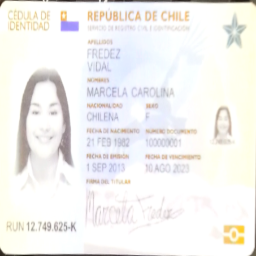 CÉDULA DE
IDENTIDAD
REPÚBLICA DE CHILE
SERVICIO DE REGISTRO CIVIL E IDENTIFICACIÓN
APELLIDOS
FREDEZ
VIDAL
NOMBRES
MARCELA CAROLINA
NACIONALIDAD SEXO
CHILENA F
FECHA DE NACIMIENTO NÚMERO DOCUMENTO
21 FEB 1982 100000001
FECHA DE EMISIÓN FECHA DE VENCIMIENTO
1 SEP 2013 10 AGO 2023
FIRMA DEL TITULAR
Marcela
RUN 12.749.625-K